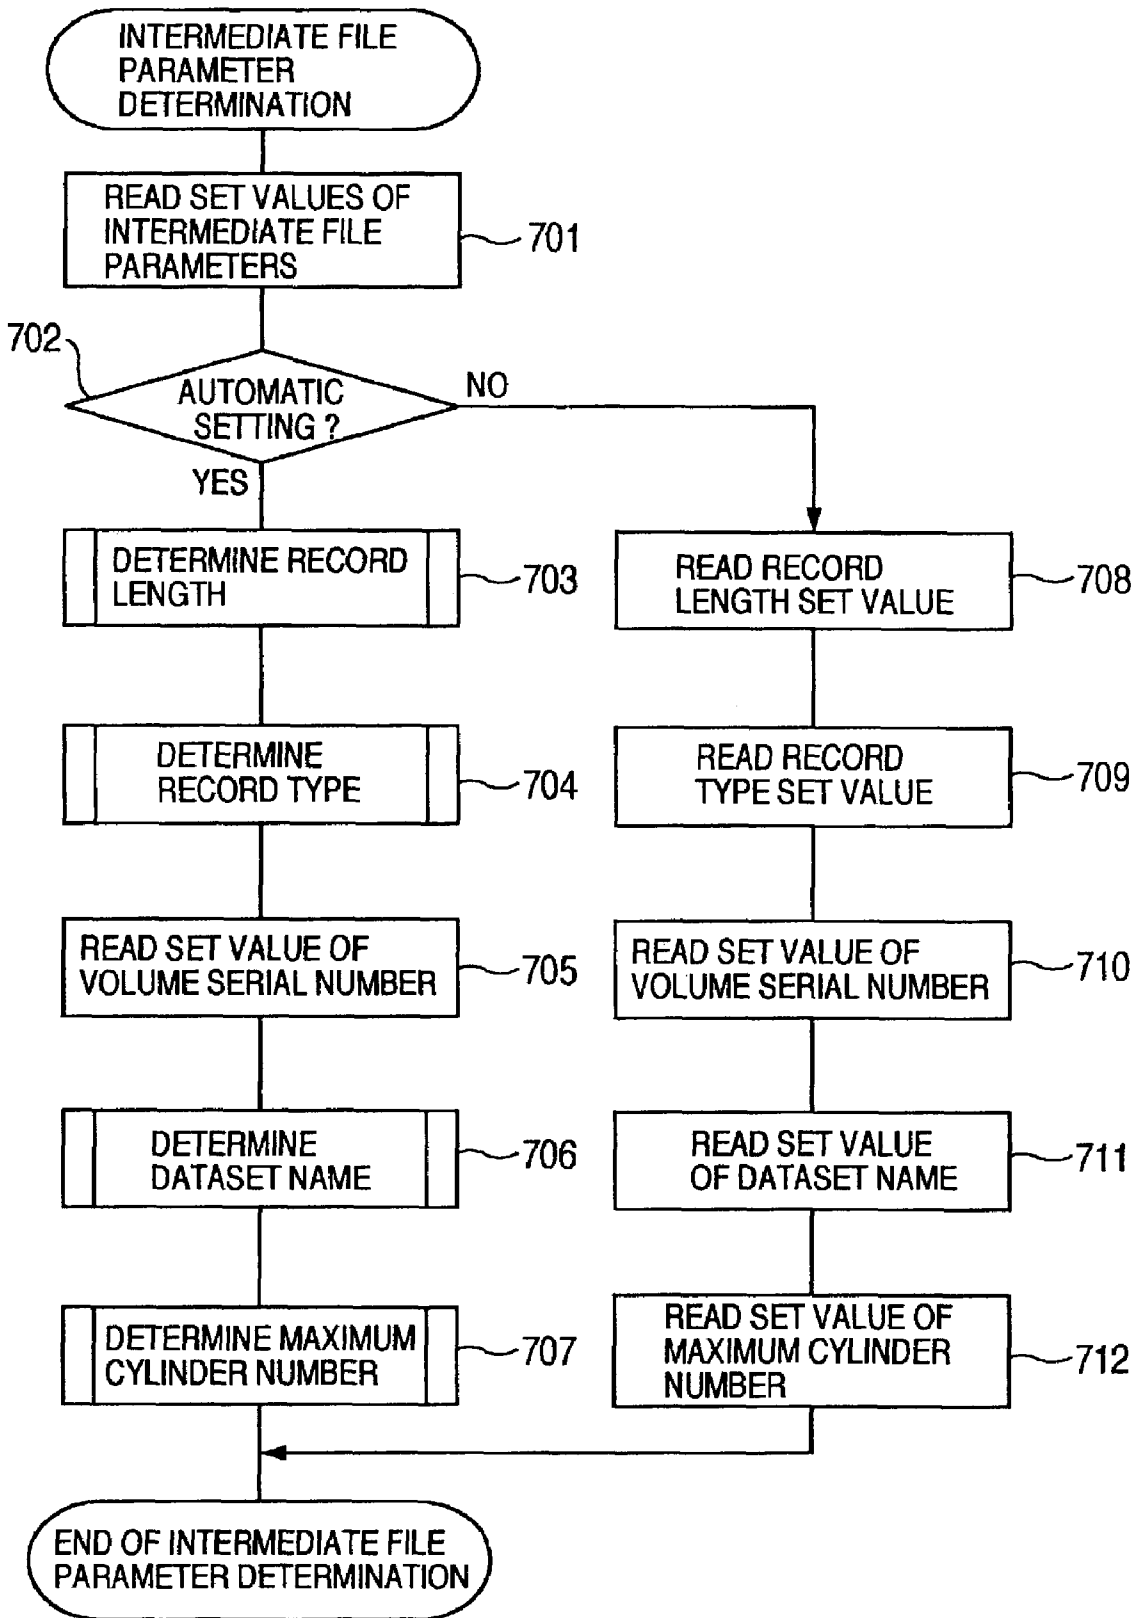 INTERMEDIATE FILE
PARAMETER
DETERMINATION
READ SET VALUES OF
INTERMEDIATE FILE
PARAMETERS
701
702
AUTOMATIC
SETTING ?
NO
YES
DETERMINE RECORD
LENGTH
703
DETERMINE
RECORD TYPE
704
READ SET VALUE OF
VOLUME SERIAL NUMBER
705
DETERMINE
DATASET NAME
706
DETERMINE MAXIMUM
CYLINDER NUMBER
707
READ RECORD
LENGTH SET VALUE
708
READ RECORD
TYPE SET VALUE
709
READ SET VALUE OF
VOLUME SERIAL NUMBER
710
READ SET VALUE
OF DATASET NAME
711
READ SET VALUE OF
MAXIMUM CYLINDER
NUMBER
712
END OF INTERMEDIATE FILE
PARAMETER DETERMINATION